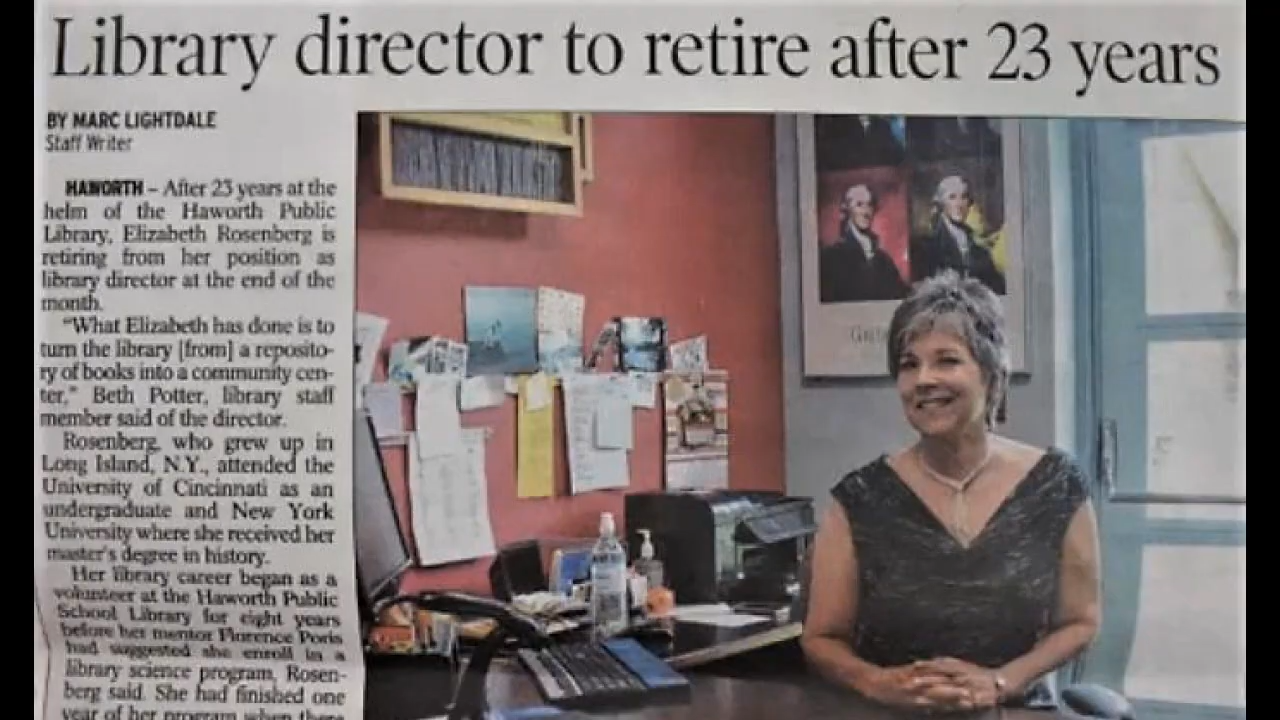 Library director to retire after 23 years
BY MARC LIGHTDALE
Staff Writer
HAWORTH – After 23 years at the
helm of the Haworth Public
Library, Elizabeth Rosenberg is
retiring from her position as
library director at the end of the
month.
"What Elizabeth has done is to
turn the library [from] a reposito-
ry of books into a community cen-
ter," Beth Potter, library staff
member said of the director.
Rosenberg, who grew up in
Long Island, N.Y., attended the
University of Cincinnati as an
undergraduate and New York
University where she received her
master's degree in history.
Her library career began as a
volunteer at the Haworth Public
School Library for eight years
before her mentor Florence Poris
had suggested she enroll in a
library science program, Rosen-
berg said. She had finished one
year of her program when there